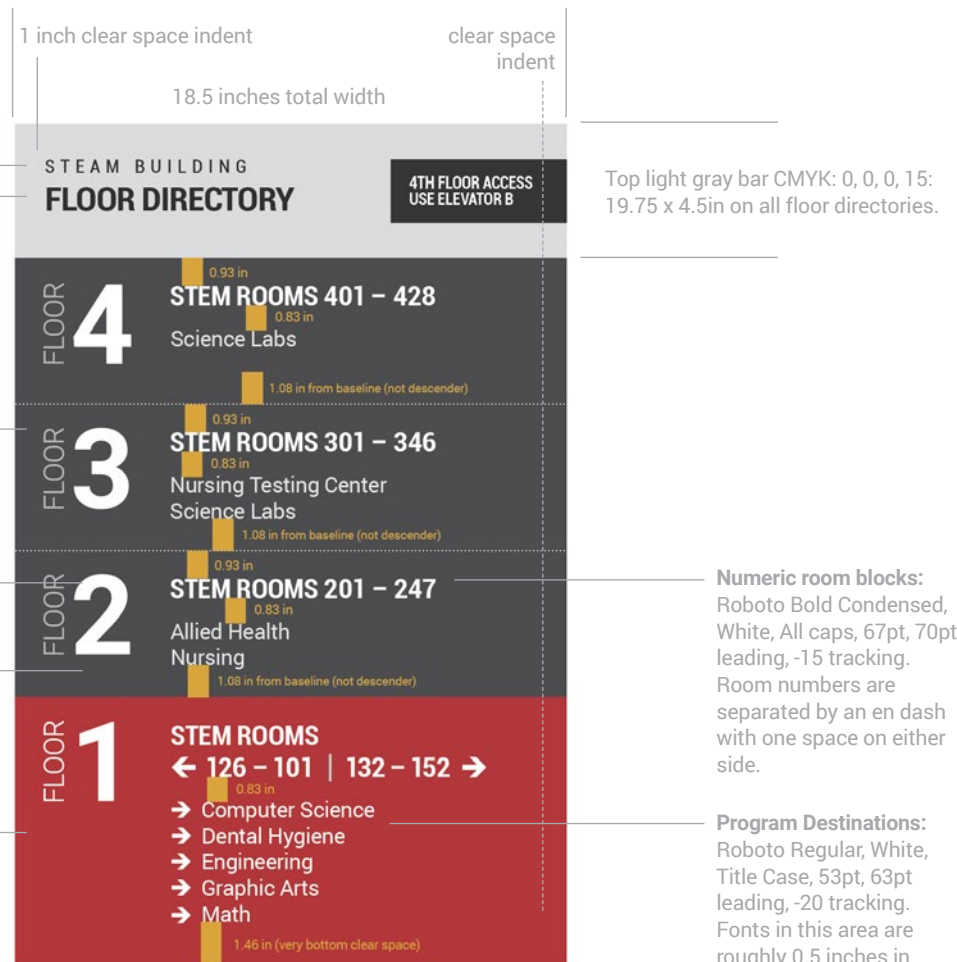 1 inch clear space indent
clear space
indent
18.5 inches total width
STEAM BUILDING
FLOOR DIRECTORY
4TH FLOOR ACCESS
USE ELEVATOR B
Top light gray bar CMYK: 0, 0, 0, 15:
19.75 x 4.5in on all floor directories.
FLOOR
4
0.93 in
STEM ROOMS 401 – 428
0.83 in
Science Labs
1.08 in from baseline (not descender)
FLOOR
3
0.93 in
STEM ROOMS 301 – 346
0.83 in
Nursing Testing Center
Science Labs
1.08 in from baseline (not descender)
FLOOR
2
0.93 in
STEM ROOMS 201 – 247
0.83 in
Allied Health
Nursing
1.08 in from baseline (not descender)
FLOOR
1
STEM ROOMS
← 126 – 101 | 132 – 152 →
0.83 in
→ Computer Science
→ Dental Hygiene
→ Engineering
→ Graphic Arts
→ Math
1.46 in (very bottom clear space)
Numeric room blocks:
Roboto Bold Condensed,
White, All caps, 67pt, 70pt
leading, -15 tracking.
Room numbers are
separated by an en dash
with one space on either
side.
Program Destinations:
Roboto Regular, White,
Title Case, 53pt, 63pt
leading, -20 tracking.
Fonts in this area are
roughly 0.5 inches in